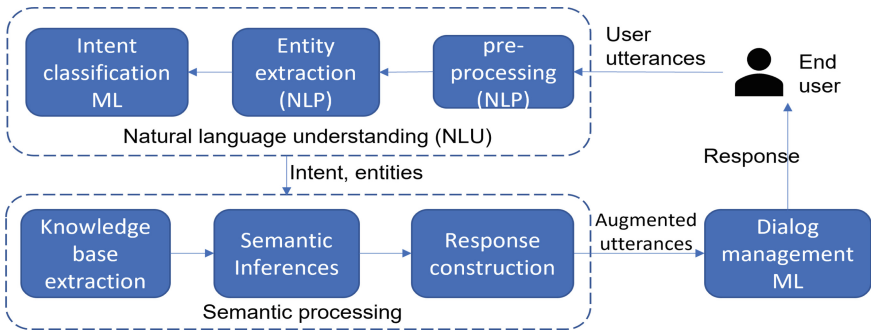 Intent
classification
ML
Entity
extraction
(NLP)
pre-
processing
(NLP)
User
utterances
End
user
Natural language understanding (NLU)
Intent, entities
Response
Knowledge
base
extraction
Semantic
Inferences
Response
construction
Augmented
utterances
Dialog
management
ML
Semantic processing